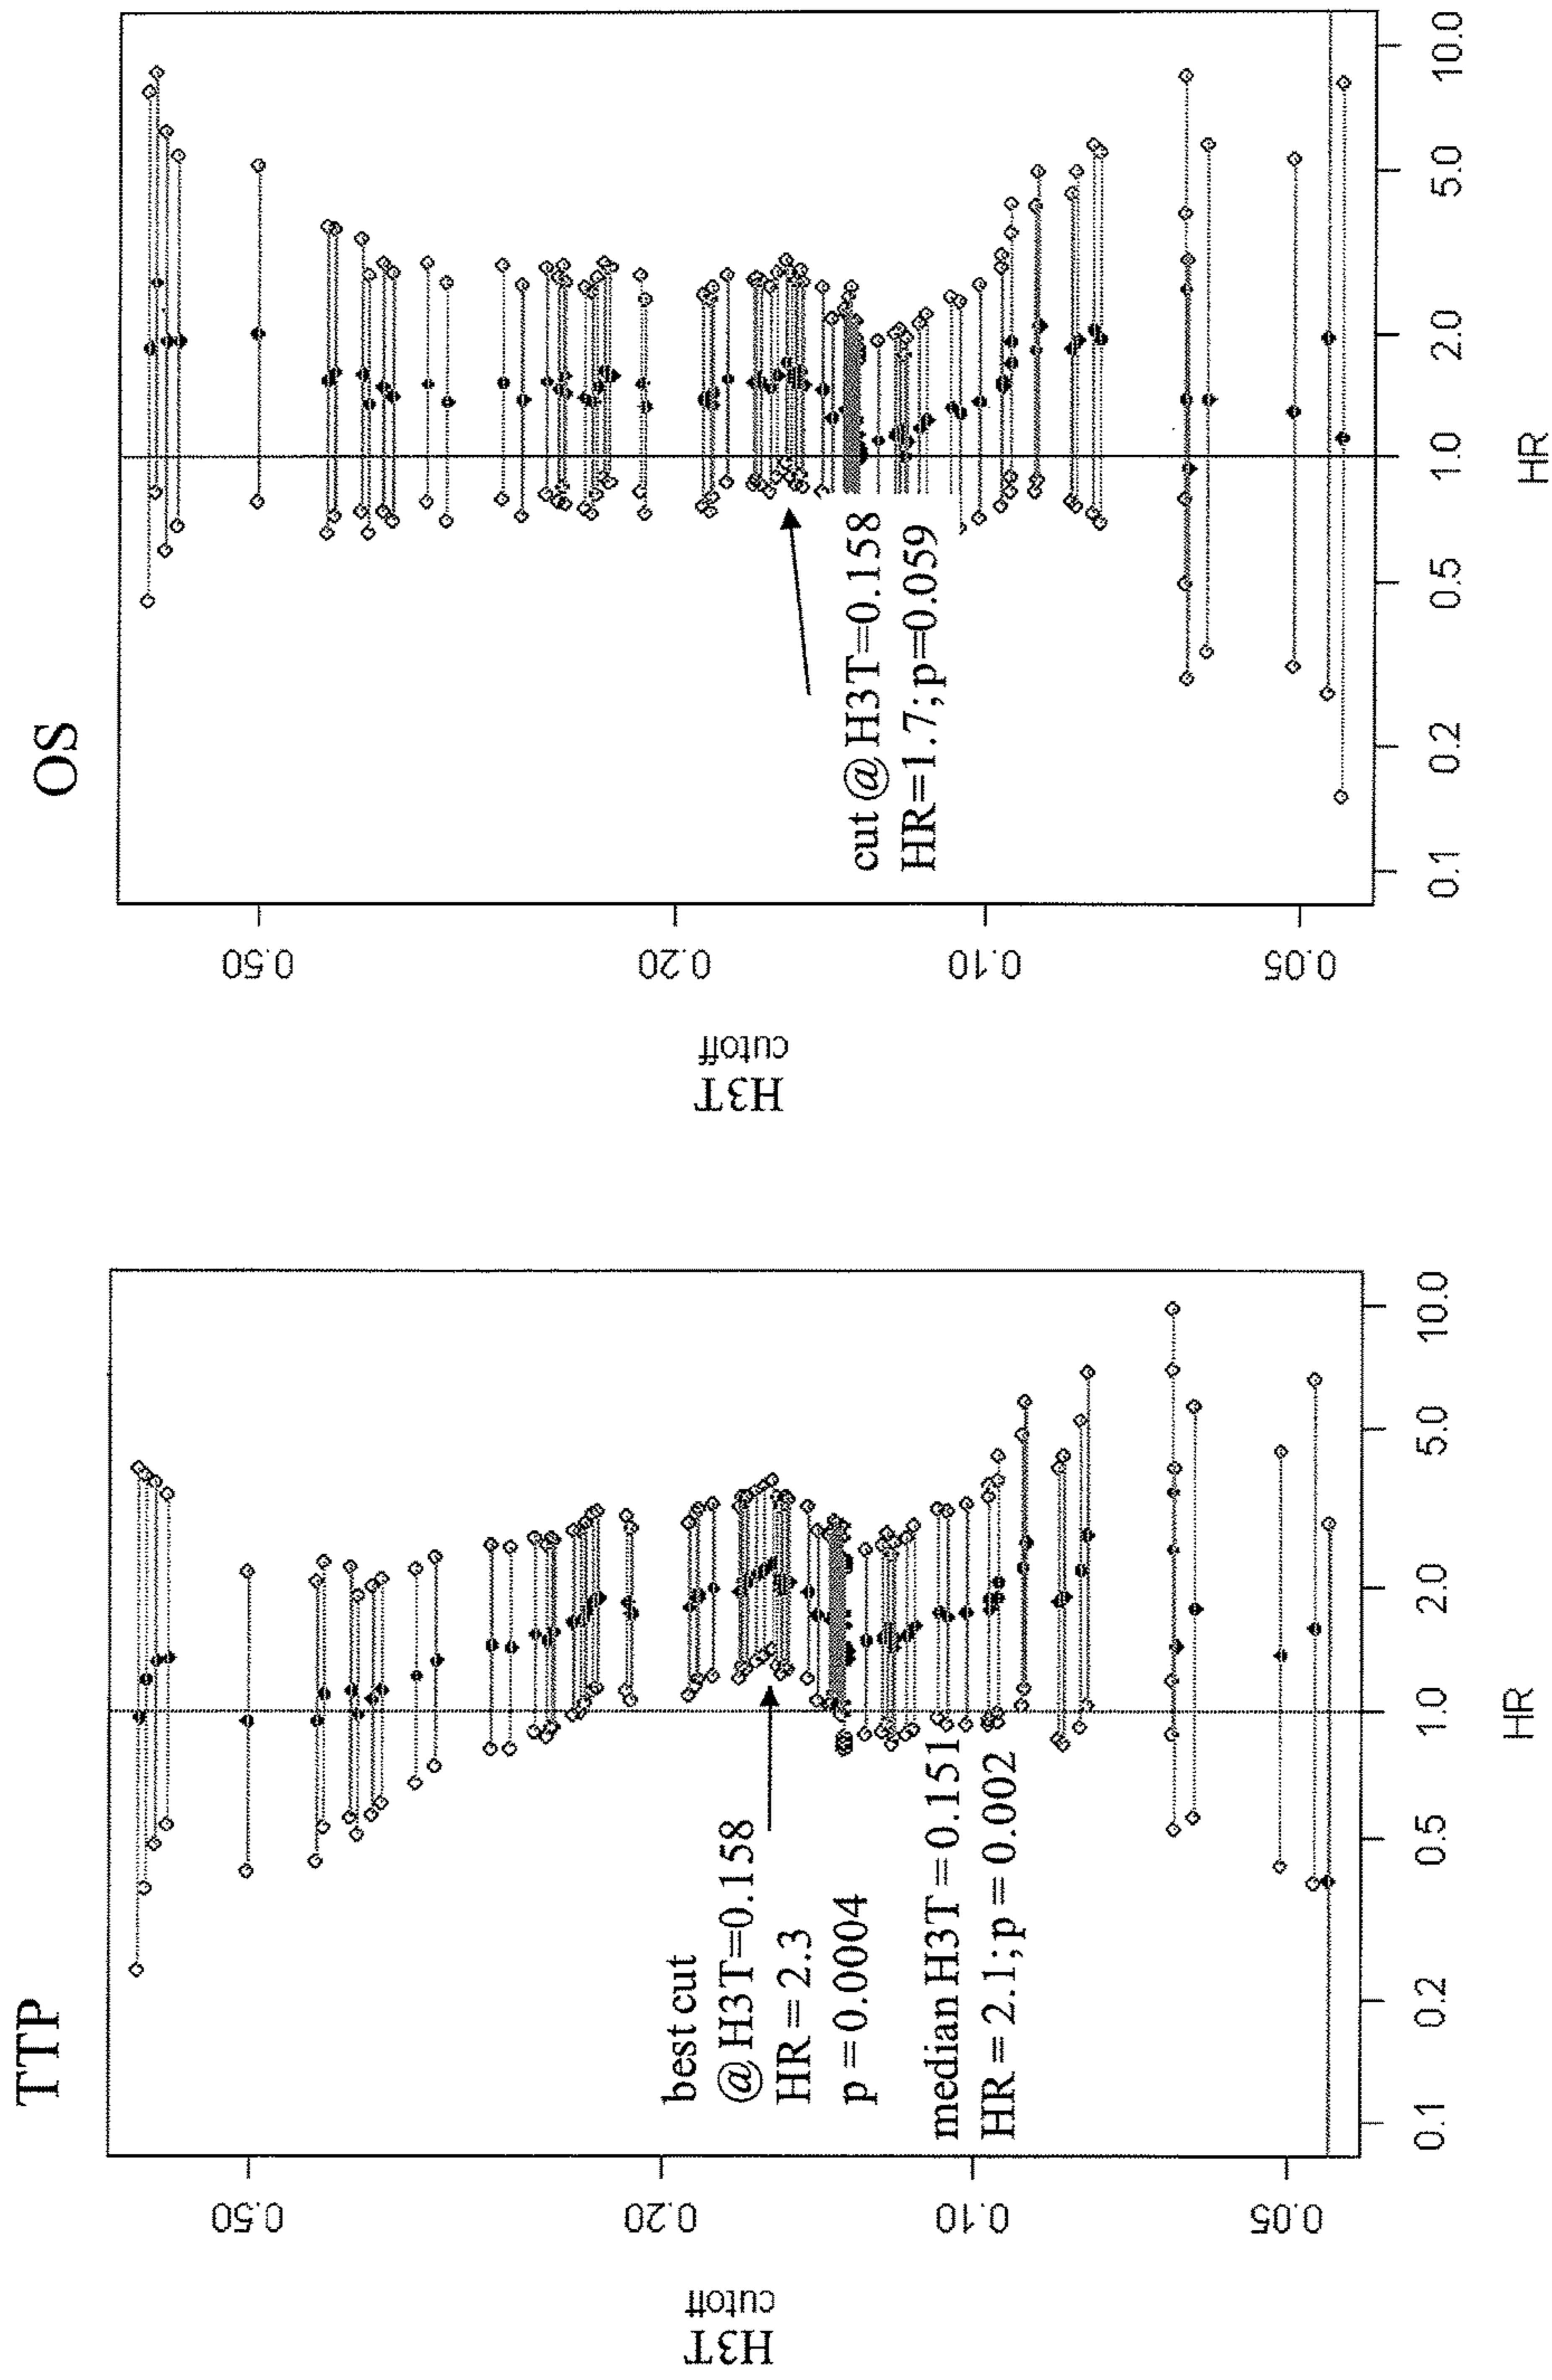 TTP
H3T
cutoff
0.50
0.20
0.10
0.05
best cut
@ H3T=0.158
HR = 2.3
p = 0.0004
median H3T = 0.151
HR = 2.1; p = 0.002
0.1
0.2
0.5
1.0
2.0
5.0
10.0
HR
OS
H3T
cutoff
0.50
0.20
0.10
0.05
cut @ H3T=0.158
HR=1.7; p=0.059
0.1
0.2
0.5
1.0
2.0
5.0
10.0
HR